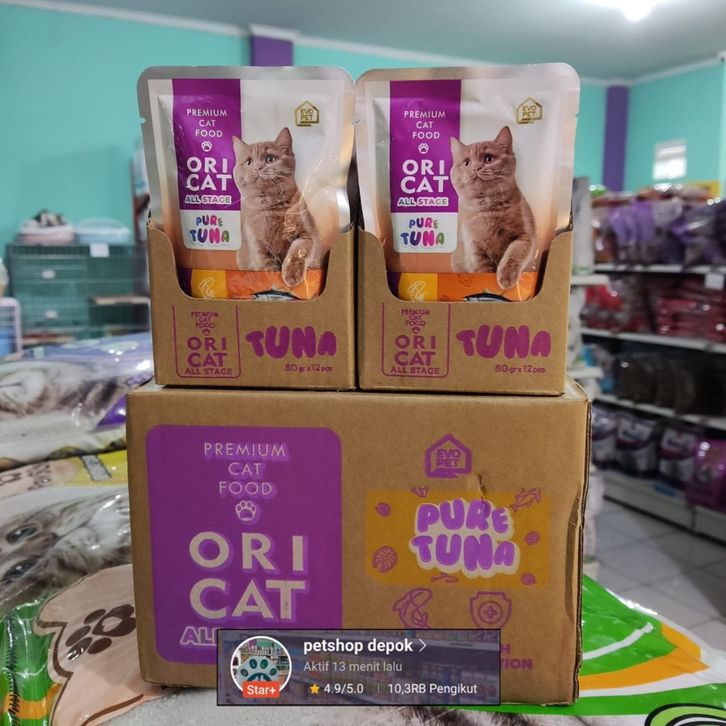 PREMIUM
CAT
FOOD
ORI
CAT
ALL STAGE
PURE
TUNA
EVO
PET
PREMIUM
CAT
FOOD
ORI
CAT
ALL STAGE
PURE
TUNA
EVO
PET
PREMIUM
CAT
FOOD
ORI
CAT
ALL STAGE
TUNA
80 gr x 12 pcs
PREMIUM
CAT
FOOD
ORI
CAT
ALL STAGE
TUNA
80 gr x 12 pcs
PREMIUM
CAT
FOOD
ORI
CAT
EVO
PET
PURE
TUNA
petshop depok
Aktif 13 menit lalu
Star+
4.9/5.0
10,3RB Pengikut